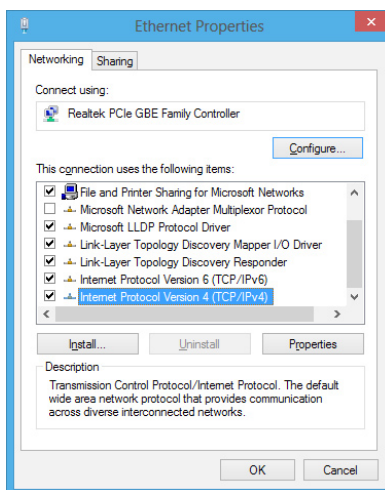 Ethernet Properties
Networking
Sharing
Connect using:
Realtek PCIe GBE Family Controller
Configure...
This connection uses the following items:
File and Printer Sharing for Microsoft Networks
Microsoft Network Adapter Multiplexor Protocol
Microsoft LLDP Protocol Driver
Link-Layer Topology Discovery Mapper I/O Driver
Link-Layer Topology Discovery Responder
Internet Protocol Version 6 (TCP/IPv6)
Internet Protocol Version 4 (TCP/IPv4)
Install...
Uninstall
Properties
Description
Transmission Control Protocol/Internet Protocol. The default
wide area network protocol that provides communication
across diverse interconnected networks.
OK
Cancel